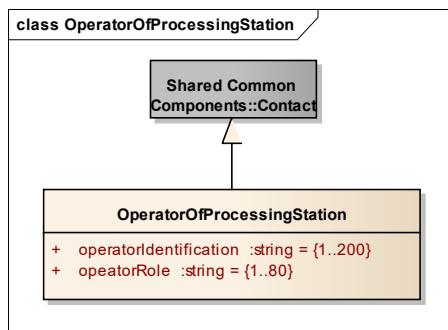 class OperatorOfProcessingStation
Shared Common
Components::Contact
OperatorOfProcessingStation
+ operatorIdentification :string = {1..200}
+ opeatorRole :string = {1..80}